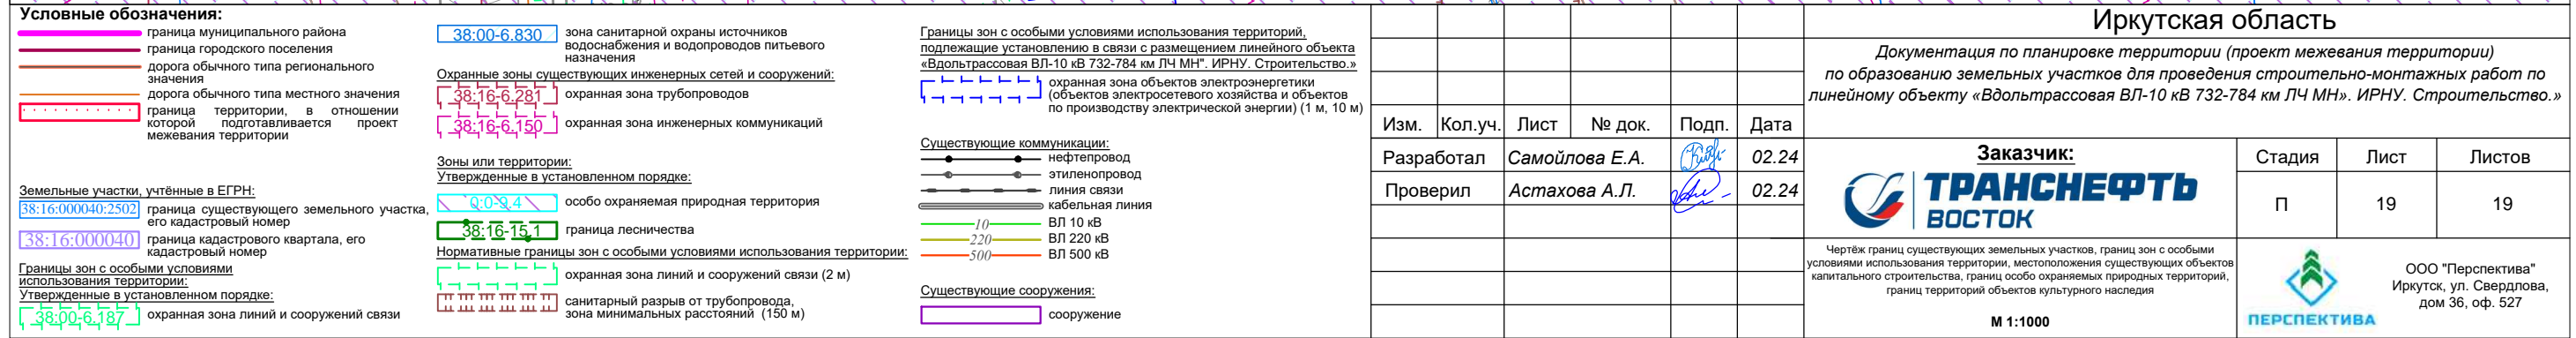 Условные обозначения:
граница муниципального района
граница городского поселения
дорога обычного типа регионального
значения
дорога обычного типа местного значения
граница территории, в отношении
которой подготавливается проект
межевания территории
Земельные участки, учтённые в ЕГРН:
38:16:000040:2502
граница существующего земельного участка,
его кадастровый номер
38:16:000040
граница кадастрового квартала, его
кадастровый номер
Границы зон с особыми условиями
использования территории:
Утвержденные в установленном порядке:
38:00-6.187
охранная зона линий и сооружений связи
38:00-6.830
зона санитарной охраны источников
водоснабжения и водопроводов питьевого
назначения
Охранные зоны существующих инженерных сетей и сооружений:
38:16-6.281
охранная зона трубопроводов
38:16-6.150
охранная зона инженерных коммуникаций
Зоны или территории:
Утвержденные в установленном порядке:
0:0-9.4
особо охраняемая природная территория
38:16-15.1
граница лесничества
Нормативные границы зон с особыми условиями использования территории:
охранная зона линий и сооружений связи (2 м)
санитарный разрыв от трубопровода,
зона минимальных расстояний (150 м)
Границы зон с особыми условиями использования территорий,
подлежащие установлению в связи с размещением линейного объекта
«Вдольтрассовая ВЛ-10 кВ 732-784 км ЛЧ МН". ИРНУ. Строительство.»
охранная зона объектов электроэнергетики
(объектов электросетевого хозяйства и объектов
по производству электрической энергии) (1 м, 10 м)
Существующие коммуникации:
нефтепровод
этиленопровод
линия связи
кабельная линия
10
ВЛ 10 кВ
220
ВЛ 220 кВ
500
ВЛ 500 кВ
Существующие сооружения:
сооружение
Изм. Кол.уч. Лист № док. Подп. Дата
Разработал Самойлова Е.А. 02.24
Проверил Астахова А.Л. 02.24
Иркутская область
Документация по планировке территории (проект межевания территории)
по образованию земельных участков для проведения строительно-монтажных работ по
линейному объекту «Вдольтрассовая ВЛ-10 кВ 732-784 км ЛЧ МН». ИРНУ. Строительство.»
Заказчик:
ТРАНСНЕФТЬ
ВОСТОК
Стадия Лист Листов
П 19 19
Чертёж границ существующих земельных участков, границ зон с особыми
условиями использования территории, местоположения существующих объектов
капитального строительства, границ особо охраняемых природных территорий,
границ территорий объектов культурного наследия
М 1:1000
ПЕРСПЕКТИВА
ООО "Перспектива"
Иркутск, ул. Свердлова,
дом 36, оф. 527